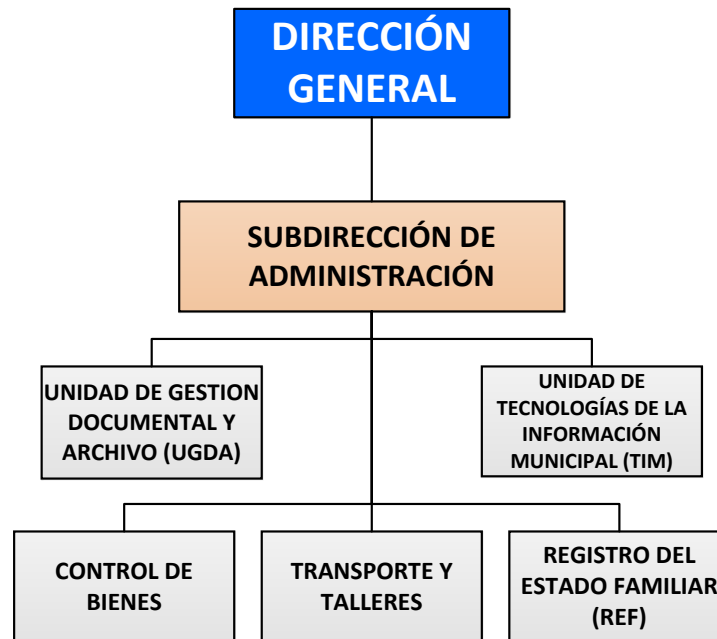 DIRECCIÓN
GENERAL
SUBDIRECCIÓN DE
ADMINISTRACIÓN
UNIDAD DE GESTION
DOCUMENTAL Y
ARCHIVO (UGDA)
UNIDAD DE
TECNOLOGÍAS DE LA
INFORMACIÓN
MUNICIPAL (TIM)
CONTROL DE
BIENES
TRANSPORTE Y
TALLERES
REGISTRO DEL
ESTADO FAMILIAR
(REF)